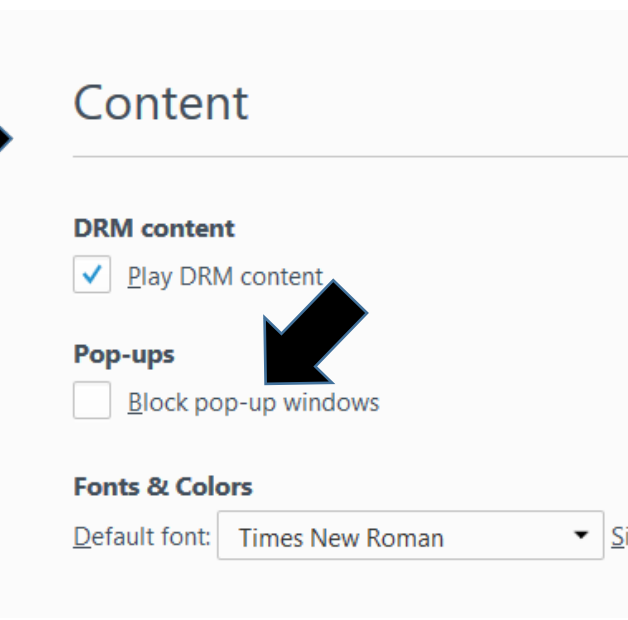 Content
DRM content
Play DRM content
Pop-ups
Block pop-up windows
Fonts & Colors
Default font: Times New Roman